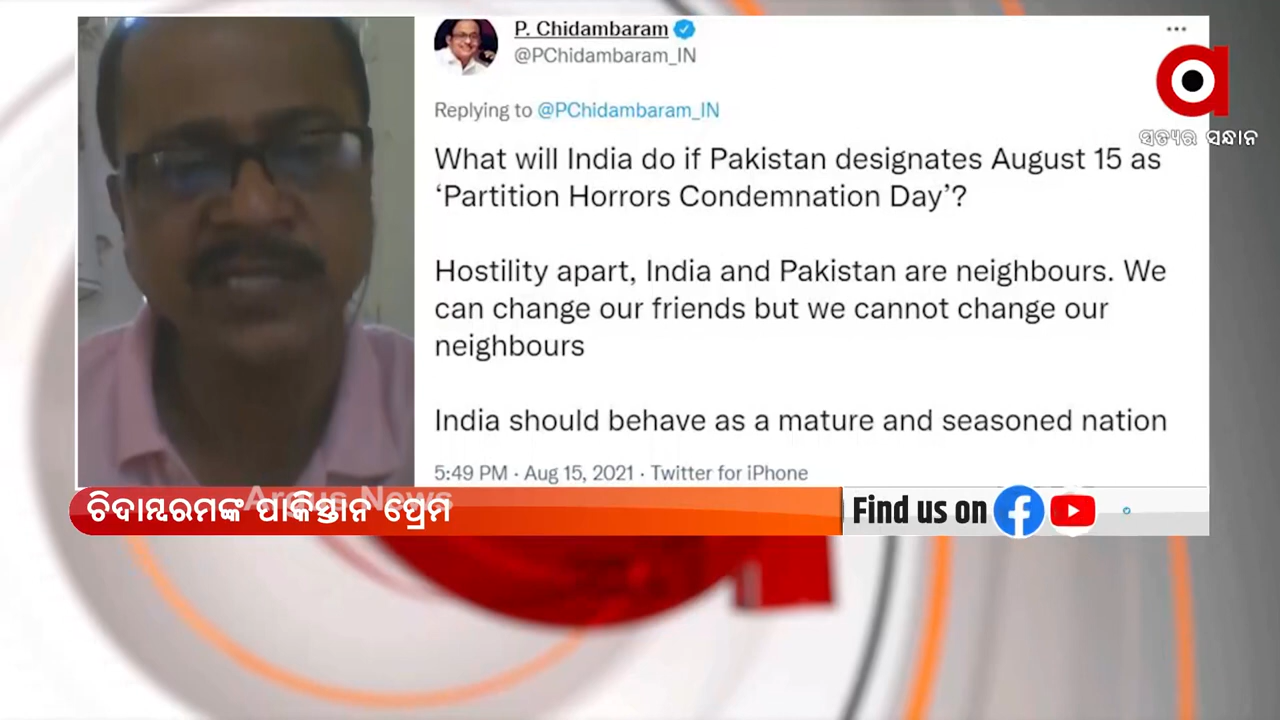 P. Chidambaram
@PChidambaram_IN
Replying to @PChidambaram_IN
What will India do if Pakistan designates August 15 as
‘Partition Horrors Condemnation Day’?
Hostility apart, India and Pakistan are neighbours. We
can change our friends but we cannot change our
neighbours
India should behave as a mature and seasoned nation
5:49 PM · Aug 15, 2021 · Twitter for iPhone
ସତ୍ୟର ସନ୍ଧାନ
Argus News
ଚିଦାମ୍ବରମଙ୍କ ପାକିସ୍ତାନ ପ୍ରେମ
Find us on